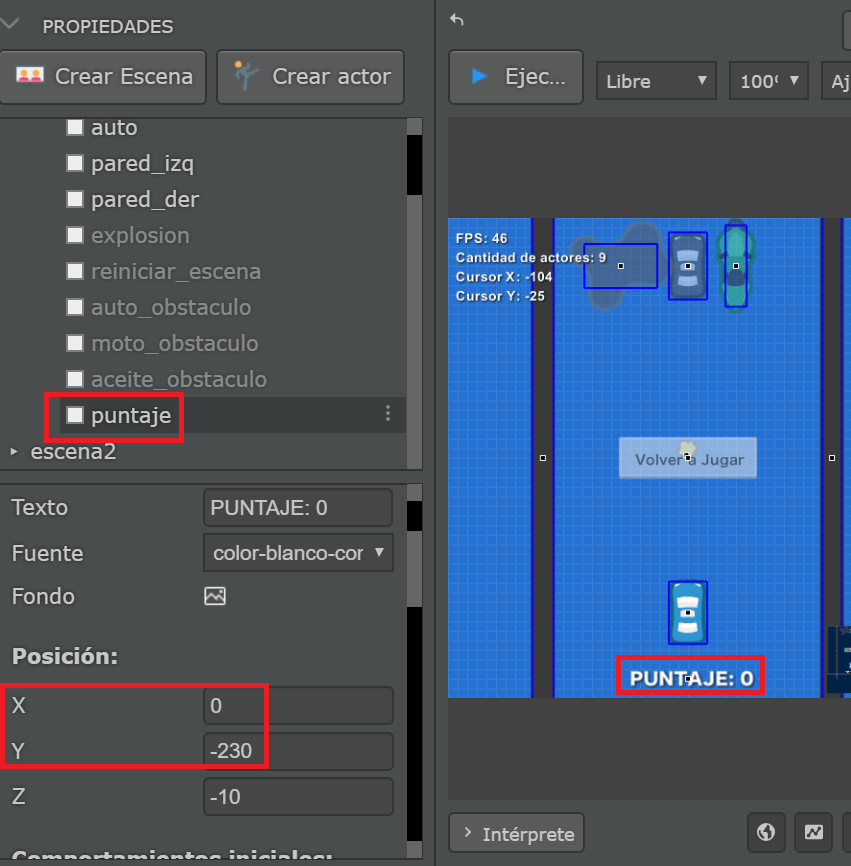 PROPIEDADES
Crear Escena
Crear actor
auto
pared_izq
pared_der
explosion
reiniciar_escena
auto_obstaculo
moto_obstaculo
aceite_obstaculo
puntaje
escena2
Texto
PUNTAJE: 0
Fuente
color-blanco-cor
Fondo
Posición:
X
0
Y
-230
Z
-10
Comportamientos iniciales:
Ejec...
Libre
100%
Aj
FPS: 46
Cantidad de actores: 9
Cursor X: -104
Cursor Y: -25
Volver a Jugar
PUNTAJE: 0
Intérprete